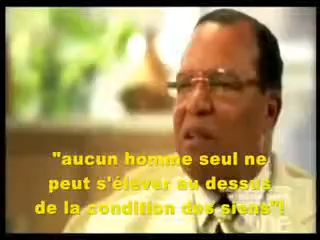 "aucun homme seul ne
peut s'élever au dessus
de la condition des siens"!